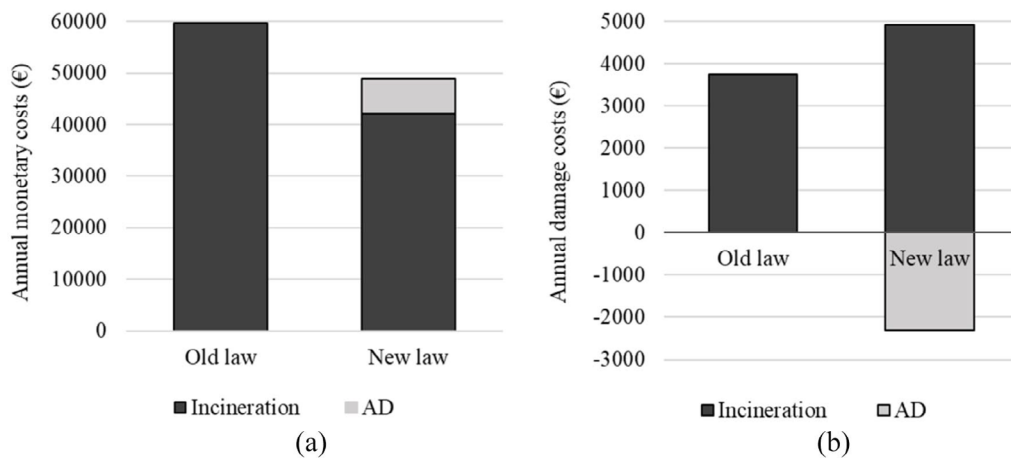 Annual monetary costs (€)
60000
50000
40000
30000
20000
10000
0
Old law
New law
Incineration
AD
(a)
Annual damage costs (€)
5000
4000
3000
2000
1000
0
-1000
-2000
-3000
Old law
New law
Incineration
AD
(b)